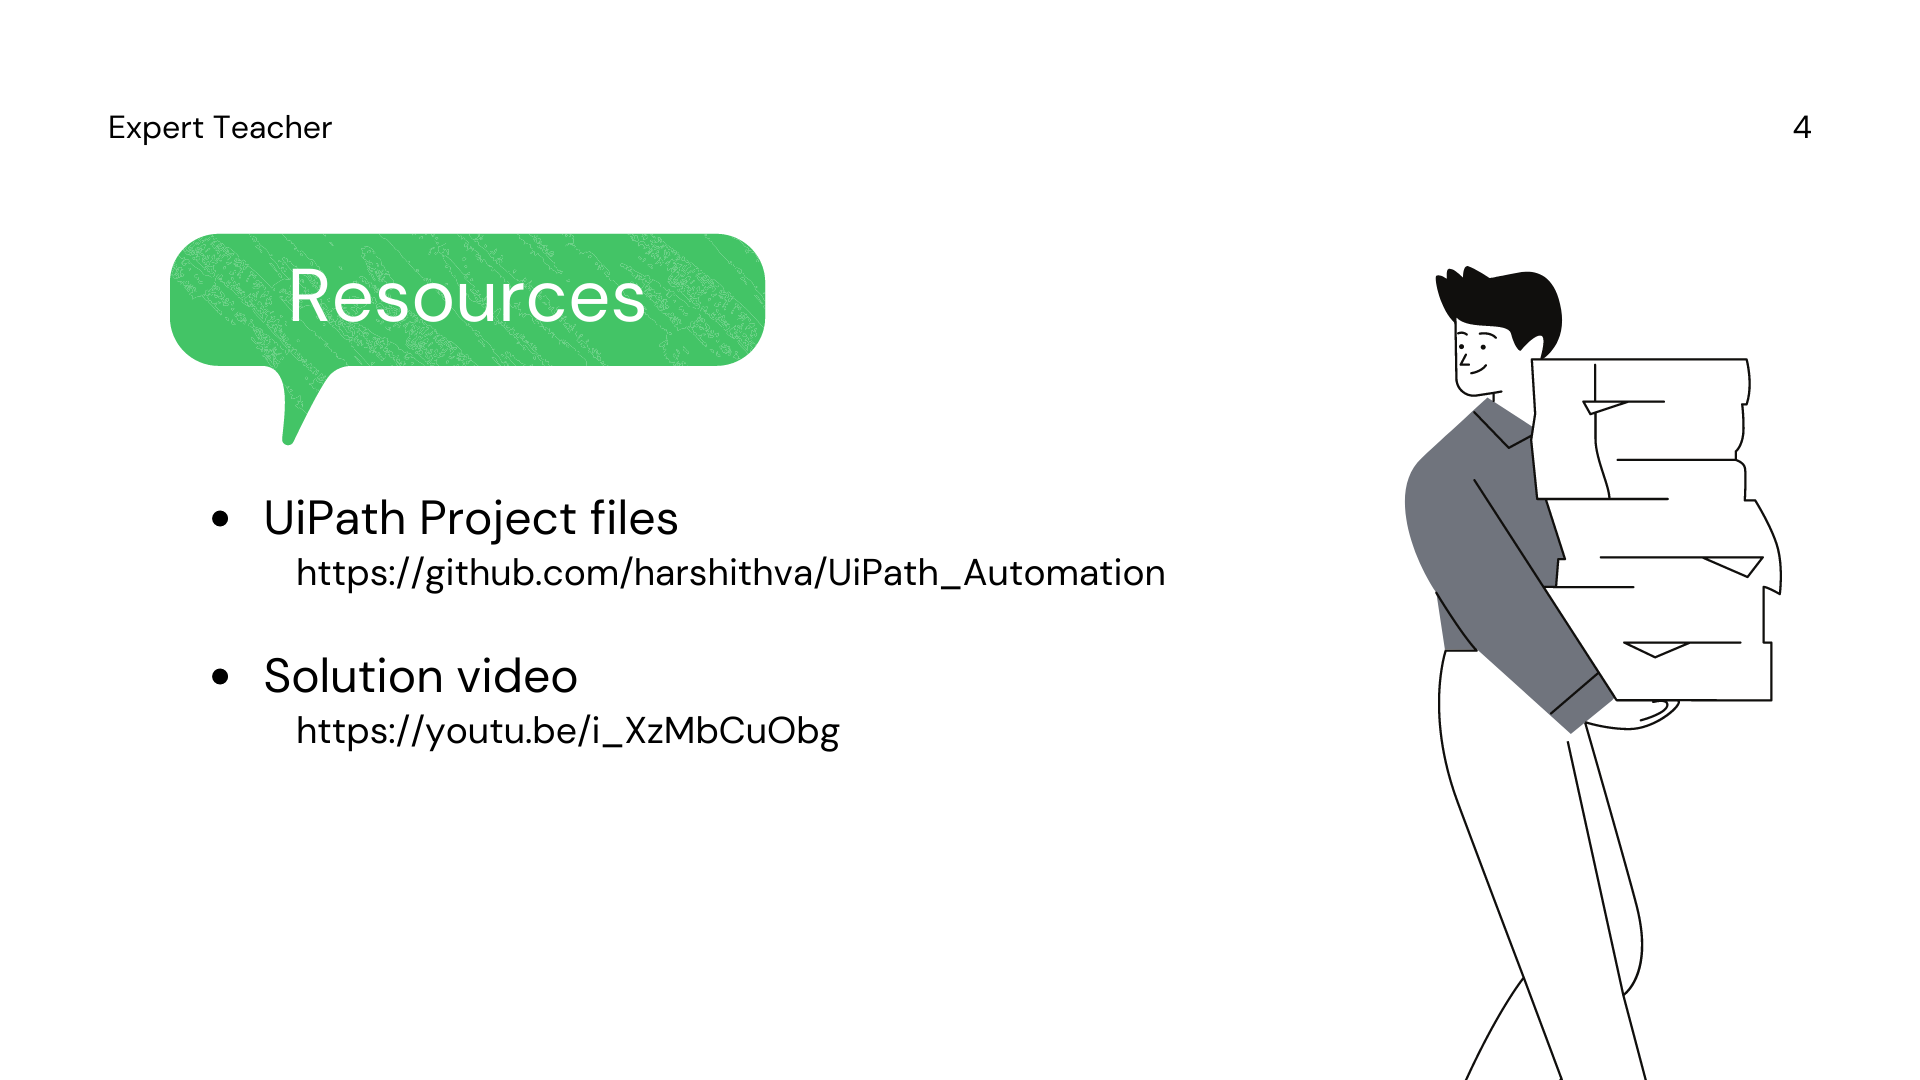 Expert Teacher
4
Resources
• UiPath Project files
https://github.com/harshithva/UiPath_Automation
• Solution video
https://youtu.be/i_XzMbCuObg